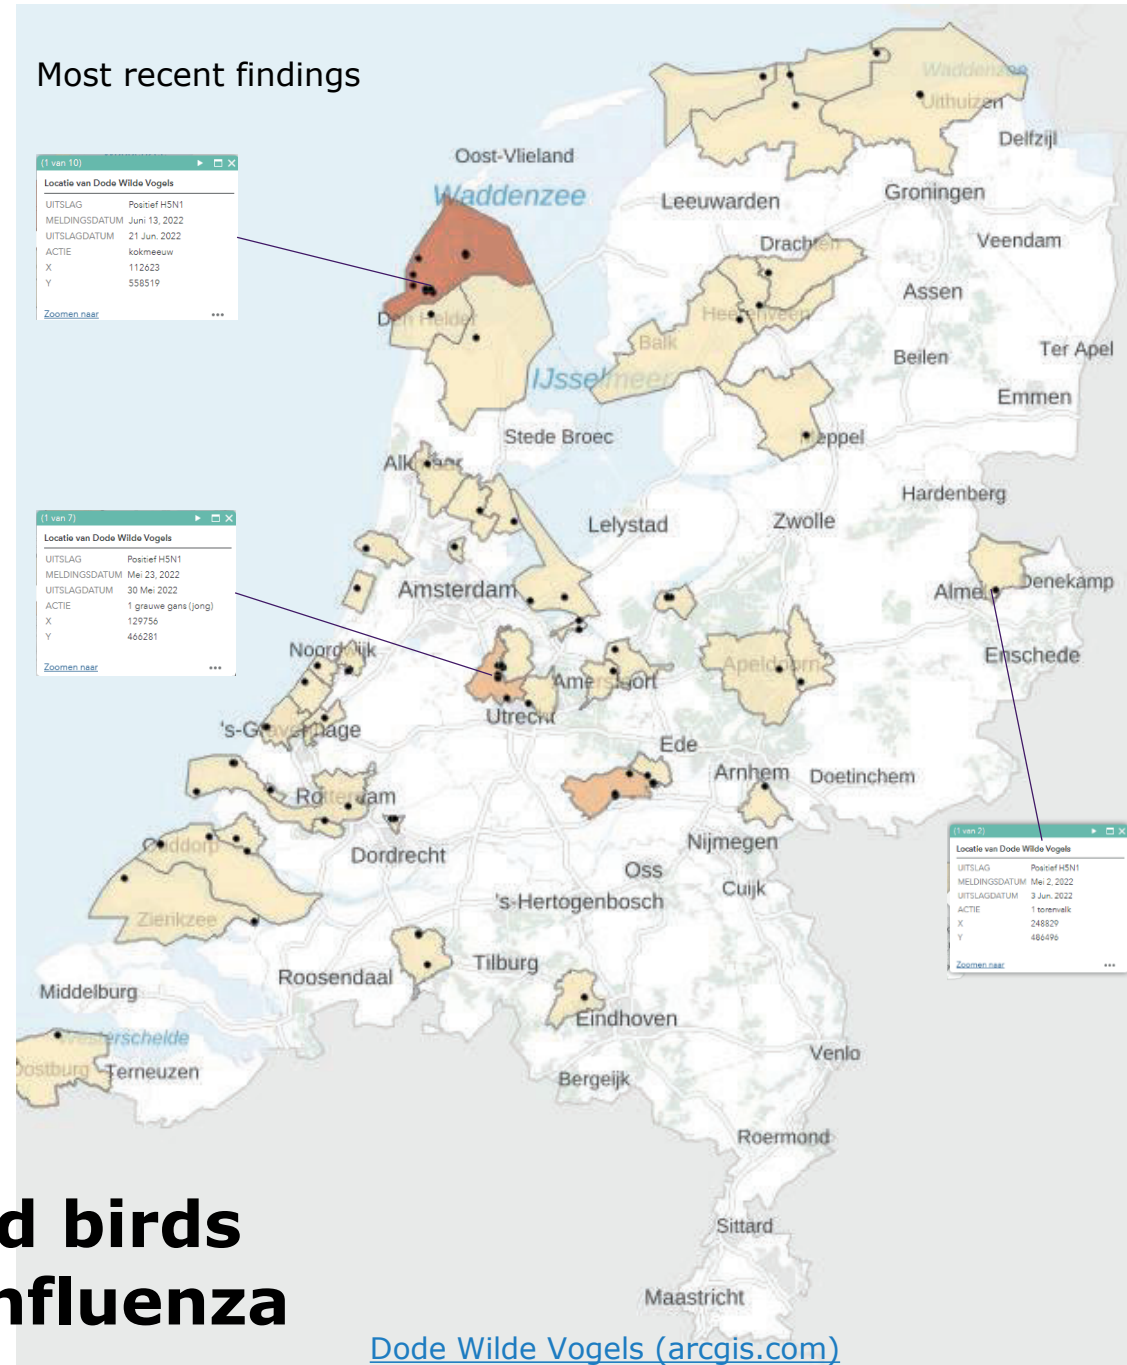 Most recent findings
(1 van 10)
Locatie van Dode Wilde Vogels
UITSLAG Positief H5N1
MELDINGSDATUM Juni 13, 2022
UITSLAGDATUM 21 Jun. 2022
ACTIE kokmeeuw
X 112623
Y 558519
Zoomen naar •••
(1 van 7)
Locatie van Dode Wilde Vogels
UITSLAG Positief H5N1
MELDINGSDATUM Mei 23, 2022
UITSLAGDATUM 30 Mei 2022
ACTIE 1 grauwe gans (jong)
X 129756
Y 466281
Zoomen naar •••
(1 van 2)
Locatie van Dode Wilde Vogels
UITSLAG Positief H5N1
MELDINGSDATUM Mei 2, 2022
UITSLAGDATUM 3 Jun. 2022
ACTIE 1 torenvalk
X 248829
Y 486496
Zoomen naar •••
Waddenzee
Uithuizen
Delfzijl
Oost-Vlieland
Waddenzee
Leeuwarden
Groningen
Drachten
Veendam
Assen
Den Helder
Heerenveen
Balk
Beilen
Ter Apel
IJsselmeer
Emmen
Stede Broec
Meppel
Alkmaar
Hardenberg
Lelystad
Zwolle
Amsterdam
Almelo
Denekamp
Noordwijk
Enschede
Apeldoorn
Amersfoort
Utrecht
's-Gravenhage
Ede
Arnhem
Doetinchem
Rotterdam
Nijmegen
Ouddorp
Dordrecht
Oss
Cuijk
's-Hertogenbosch
Zierikzee
Tilburg
Roosendaal
Middelburg
Eindhoven
Westerschelde
Oostburg
Terneuzen
Venlo
Bergeijk
Roermond
Sittard
Maastricht
d birds
nfluenza
Dode Wilde Vogels (arcgis.com)